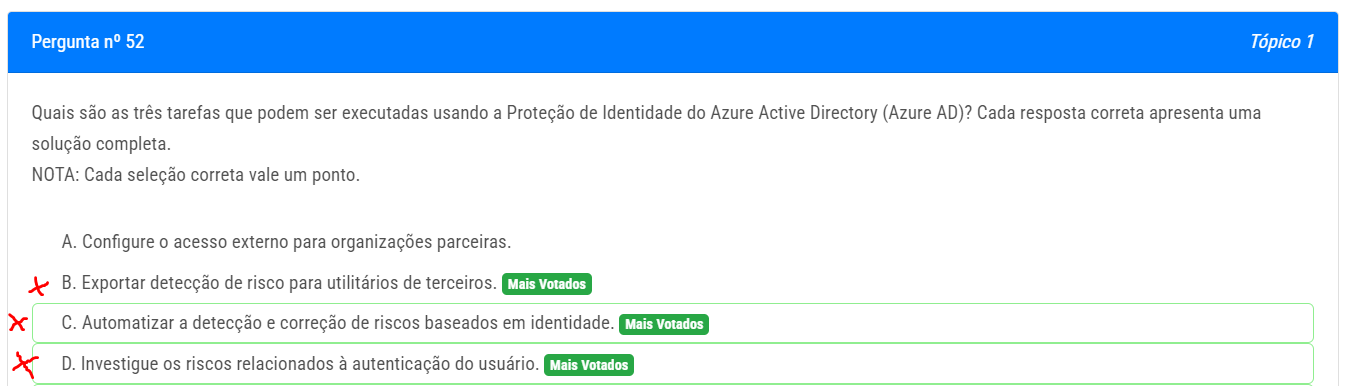 Pergunta nº 52
Tópico 1
Quais são as três tarefas que podem ser executadas usando a Proteção de Identidade do Azure Active Directory (Azure AD)? Cada resposta correta apresenta uma
solução completa.
NOTA: Cada seleção correta vale um ponto.
A. Configure o acesso externo para organizações parceiras.
B. Exportar detecção de risco para utilitários de terceiros. Mais Votados
C. Automatizar a detecção e correção de riscos baseados em identidade. Mais Votados
D. Investigue os riscos relacionados à autenticação do usuário. Mais Votados